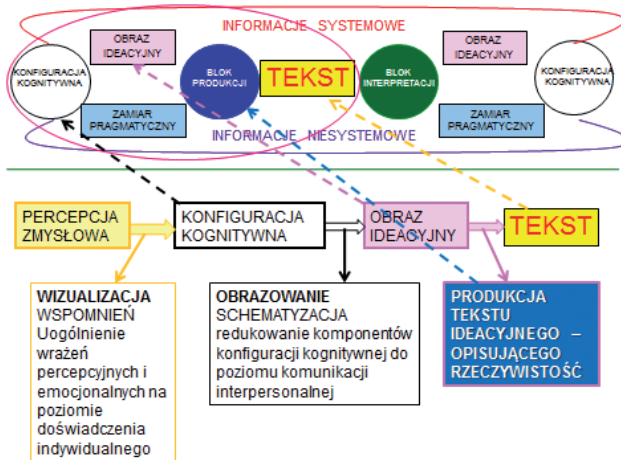 INFORMACJE SYSTEMOWE
OBRAZ
IDEACYJNY
OBRAZ
IDEACYJNY
KONFIGURACJA
KOGNITYWNA
BLOK
PRODUKCJI
TEKST
BLOK
INTERPRETACJI
KONFIGURACJA
KOGNITYWNA
ZAMIAR
PRAGMATYCZNY
ZAMIAR
PRAGMATYCZNY
INFORMACJE NIESYSTEMOWE
PERCEPCJA
ZMYSŁOWA
KONFIGURACJA
KOGNITYWNA
OBRAZ
IDEACYJNY
TEKST
WIZUALIZACJA
WSPOMNIEŃ
Uogólnienie
wrażeń
percepcyjnych i
emocjonalnych na
poziomie
doświadczenia
indywidualnego
OBRAZOWANIE
SCHEMATYZACJA
redukowanie komponentów
konfiguracji kognitywnej do
poziomu komunikacji
interpersonalnej
PRODUKCJA
TEKSTU
IDEACYJNEGO –
OPISUJĄCEGO
RZECZYWISTOŚĆ